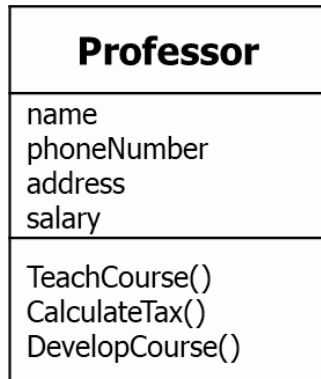 Professor
name
phoneNumber
address
salary
TeachCourse()
CalculateTax()
DevelopCourse()